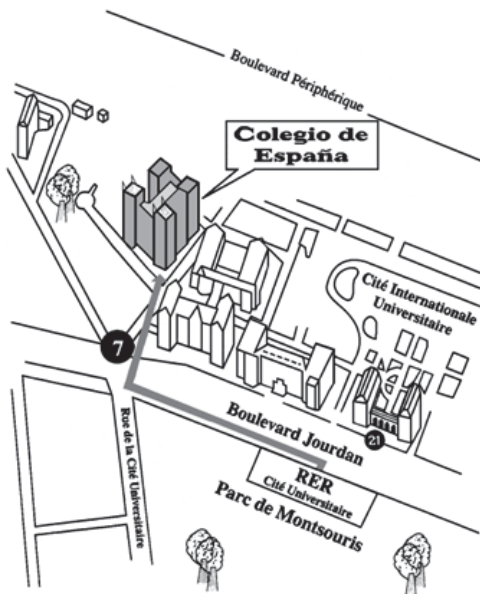 Boulevard Périphérique
Colegio de
España
Cité Internationale
Universitaire
7
21
Boulevard Jourdan
Rue de la Cité Universitaire
RER
Cité Universitaire
Parc de Montsouris